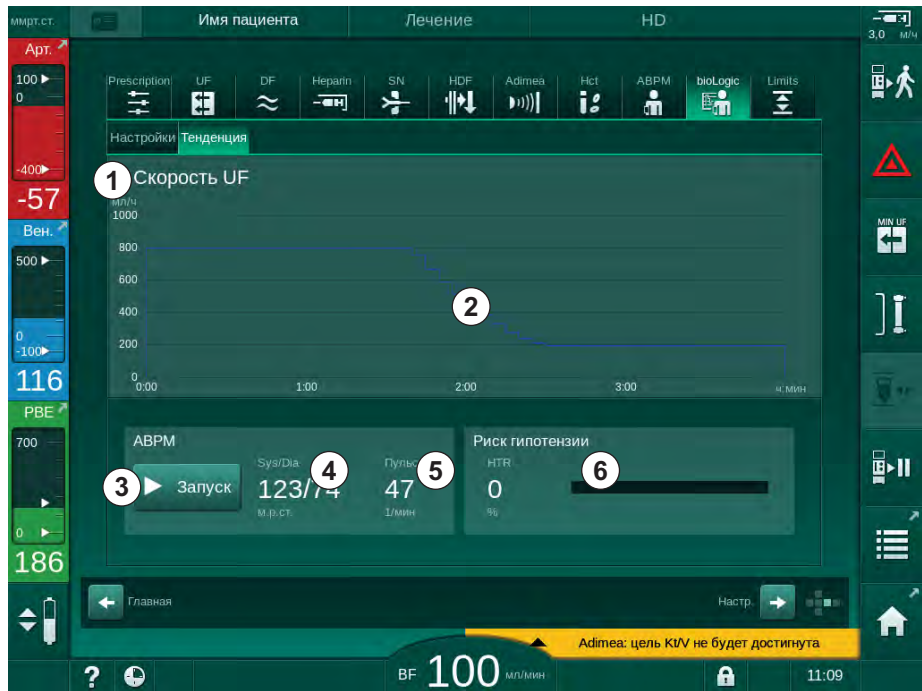 ммрт.ст.
Имя пациента
Лечение
HD
3,0 м/ч
Арт.
100
0
-400
-57
Вен.
500
0
-100
116
PBE
700
0
186
Prescription
UF
DF
Heparin
SN
HDF
Adimea
Hct
ABPM
bioLogic
Limits
Настройки Тенденция
1
Скорость UF
мл/ч
1000
800
600
400
200
0
2
0:00 1:00 2:00 3:00 ч:мин
MIN UF
ABPM
3
Запуск
Sys/Dia
4
123/74
м.р.ст.
Пульс
5
47
1/мин
Риск гипотензии
HTR
6
0
%
Главная
Настр.
Adimea: цель Kt/V не будет достигнута
?
BF 100 мл/мин
11:09